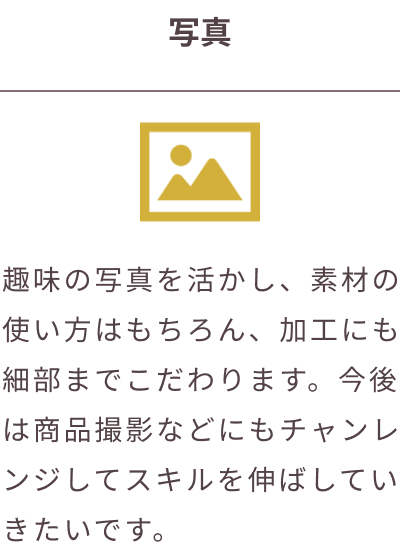 写真
趣味の写真を活かし、素材の
使い方はもちろん、加工にも
細部までこだわります。今後
は商品撮影などにもチャンレ
ンジしてスキルを伸ばしてい
きたいです。